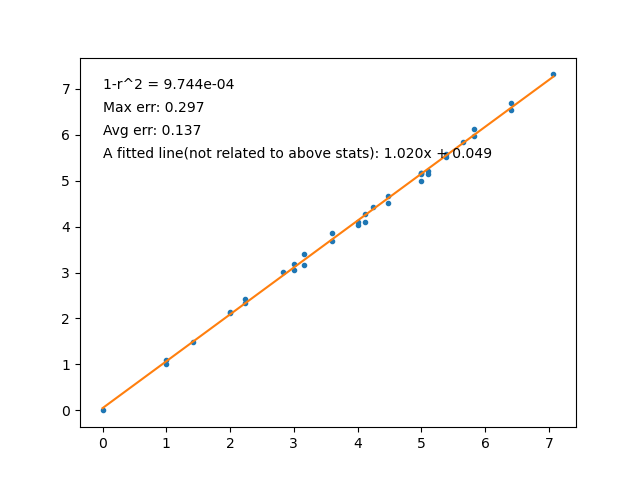 1-r^2 = 9.744e-04
Max err: 0.297
Avg err: 0.137
A fitted line(not related to above stats): 1.020x + 0.049
7
6
5
4
3
2
1
0
0 1 2 3 4 5 6 7